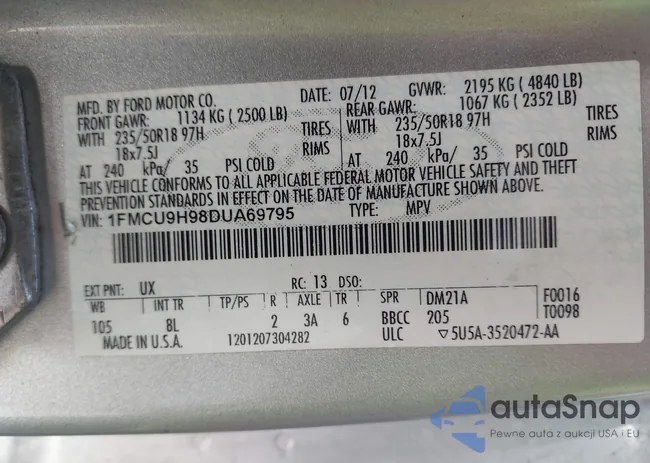 MFD. BY FORD MOTOR CO.
DATE: 07/12 GVWR: 2195 KG (4840 LB)
FRONT GAWR: 1134 KG (2500 LB)
REAR GAWR: 1067 KG (2352 LB)
WITH 235/50R18 97H TIRES
WITH 235/50R18 97H TIRES
18x7.5J RIMS
18x7.5J RIMS
AT 240 kPa/ 35 PSI COLD
AT 240 kPa/ 35 PSI COLD
THIS VEHICLE CONFORMS TO ALL APPLICABLE FEDERAL MOTOR VEHICLE SAFETY AND THEFT
PREVENTION STANDARDS IN EFFECT ON THE DATE OF MANUFACTURE SHOWN ABOVE.
VIN: 1FMCU9H98DUA69795 TYPE: MPV
EXT PNT: UX RC: 13 DSO:
WB INT TR TP/PS R AXLE TR SPR DM21A F0016
105 8L 2 3A 6 BBCC 205 T0098
MADE IN U.S.A. 1201207304282 ULC ▽5U5A-3520472-AA
autoSnap
Pewne auta z aukcji USA i EU